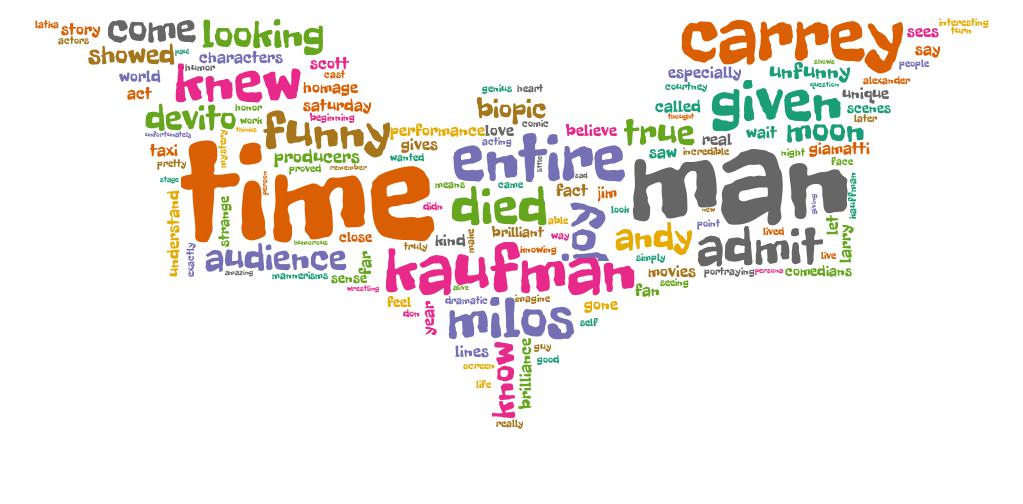 latka
story
actors
come
looking
showed
paul
characters
humor
world
knew
scott
cast
act
homage
saturday
honor
beginning
devito
work
unfortunately
thinks
funny
taxi
pretty
mystery
producers
proved
remember
performance
gives
wanted
genius
heart
biopic
comic
love
acting
believe
carrey
sees
interesting
turn
say
people
shows
especially
unfunny
alexander
courtney
question
given
unique
called
thought
scenes
later
true
real
wait
moon
saw
incredible
night
giamatti
face
time
stage
person
understand
strange
exactly
humorous
close
audience
amazing
mannerisms
sense
far
wrestling
entire
little
sad
means
came
fact
jim
didn
died
able
roy
look
man
new
giving
kauffman
brilliant
way
truly
kind
make
knowing
andy
point
lived
let
larry
simply
admit
live
kaufman
movies
portraying
persona
comedians
seeing
fan
alive
feel
don
year
dramatic
imagine
gone
milos
self
lines
know
brilliance
guy
good
screen
life
really